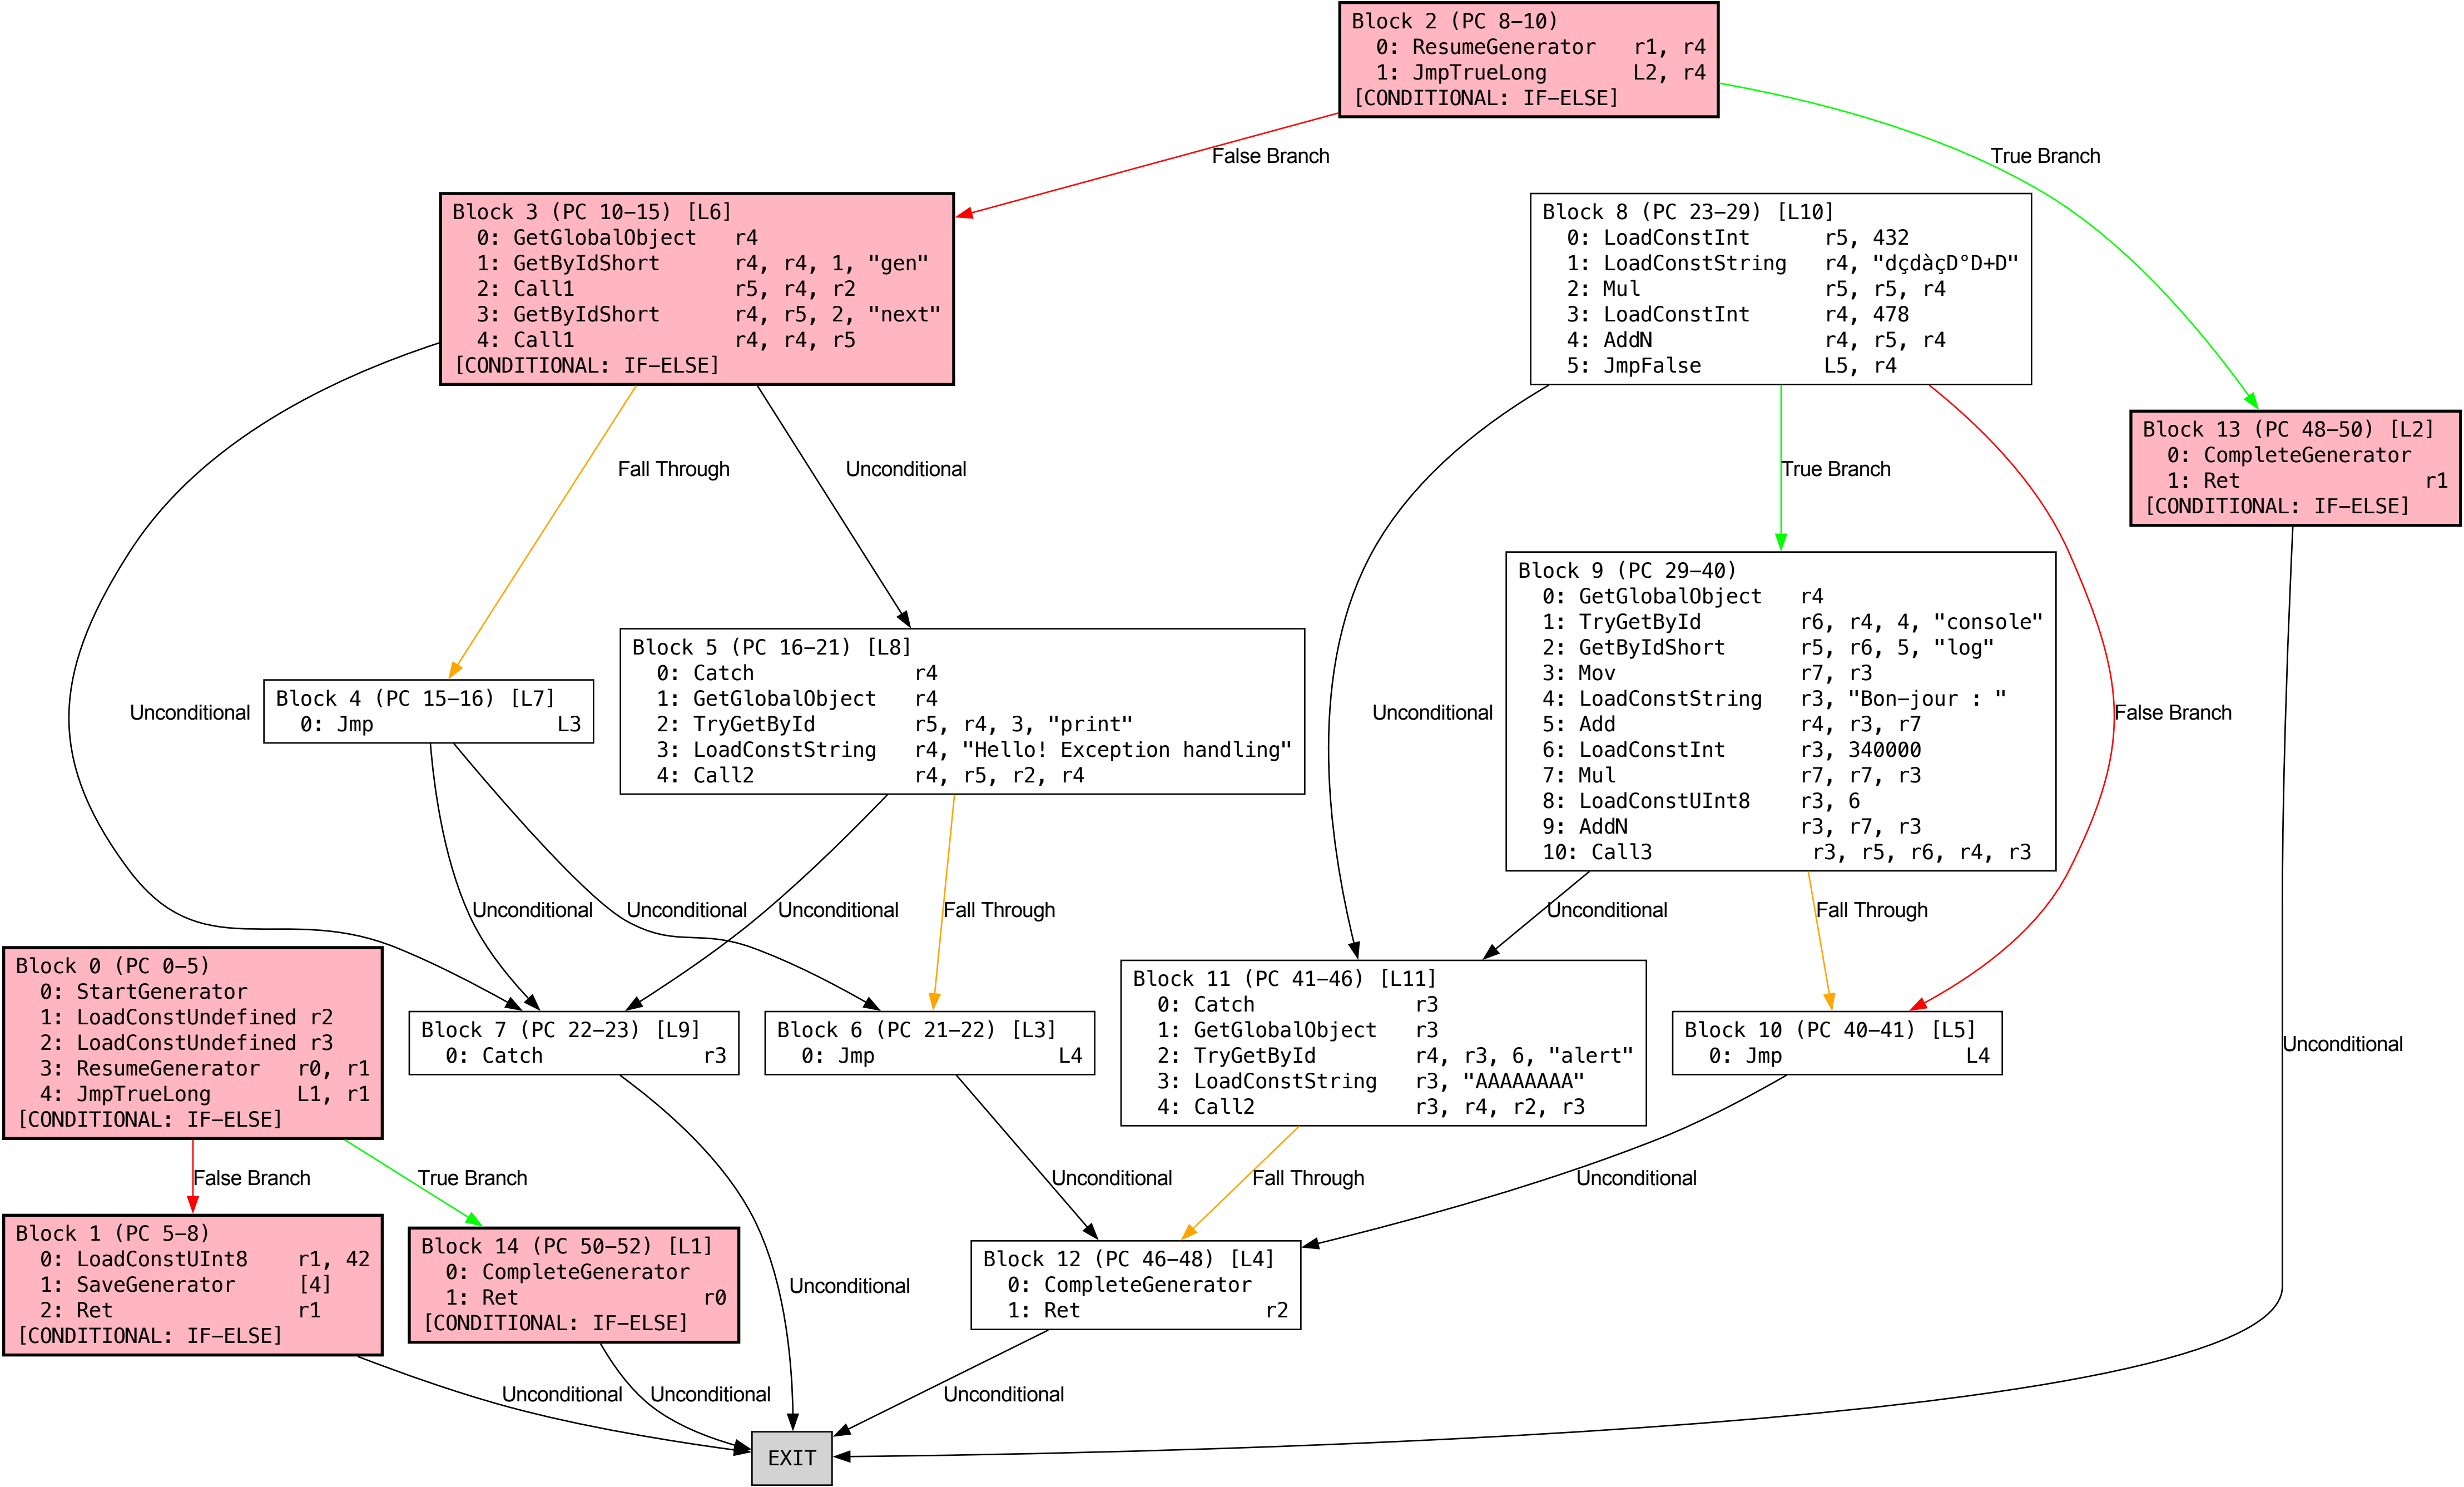 Block 2 (PC 8-10)
0: ResumeGenerator r1, r4
1: JmpTrueLong L2, r4
[CONDITIONAL: IF-ELSE]
False Branch
True Branch
Block 3 (PC 10-15) [L6]
0: GetGlobalObject r4
1: GetByIdShort r4, r4, 1, "gen"
2: Call1 r5, r4, r2
3: GetByIdShort r4, r5, 2, "next"
4: Call1 r4, r4, r5
[CONDITIONAL: IF-ELSE]
Block 8 (PC 23-29) [L10]
0: LoadConstInt r5, 432
1: LoadConstString r4, "dçdàçD°D+D"
2: Mul r5, r5, r4
3: LoadConstInt r4, 478
4: AddN r4, r5, r4
5: JmpFalse L5, r4
Block 13 (PC 48-50) [L2]
0: CompleteGenerator
1: Ret r1
[CONDITIONAL: IF-ELSE]
Fall Through
Unconditional
True Branch
Block 9 (PC 29-40)
0: GetGlobalObject r4
1: TryGetById r6, r4, 4, "console"
2: GetByIdShort r5, r6, 5, "log"
3: Mov r7, r3
4: LoadConstString r3, "Bon-jour : "
5: Add r4, r3, r7
6: LoadConstInt r3, 340000
7: Mul r7, r7, r3
8: LoadConstUInt8 r3, 6
9: AddN r3, r7, r3
10: Call3 r3, r5, r6, r4, r3
Block 5 (PC 16-21) [L8]
0: Catch r4
1: GetGlobalObject r4
2: TryGetById r5, r4, 3, "print"
3: LoadConstString r4, "Hello! Exception handling"
4: Call2 r4, r5, r2, r4
Unconditional
Block 4 (PC 15-16) [L7]
0: Jmp L3
Unconditional
False Branch
Unconditional
Unconditional
Unconditional
Fall Through
Unconditional
Fall Through
Block 0 (PC 0-5)
0: StartGenerator
1: LoadConstUndefined r2
2: LoadConstUndefined r3
3: ResumeGenerator r0, r1
4: JmpTrueLong L1, r1
[CONDITIONAL: IF-ELSE]
Block 7 (PC 22-23) [L9]
0: Catch r3
Block 6 (PC 21-22) [L3]
0: Jmp L4
Block 11 (PC 41-46) [L11]
0: Catch r3
1: GetGlobalObject r3
2: TryGetById r4, r3, 6, "alert"
3: LoadConstString r3, "AAAAAAAA"
4: Call2 r3, r4, r2, r3
Block 10 (PC 40-41) [L5]
0: Jmp L4
Unconditional
False Branch
True Branch
Unconditional
Fall Through
Unconditional
Block 1 (PC 5-8)
0: LoadConstUInt8 r1, 42
1: SaveGenerator [4]
2: Ret r1
[CONDITIONAL: IF-ELSE]
Block 14 (PC 50-52) [L1]
0: CompleteGenerator
1: Ret r0
[CONDITIONAL: IF-ELSE]
Unconditional
Block 12 (PC 46-48) [L4]
0: CompleteGenerator
1: Ret r2
Unconditional
Unconditional
Unconditional
EXIT